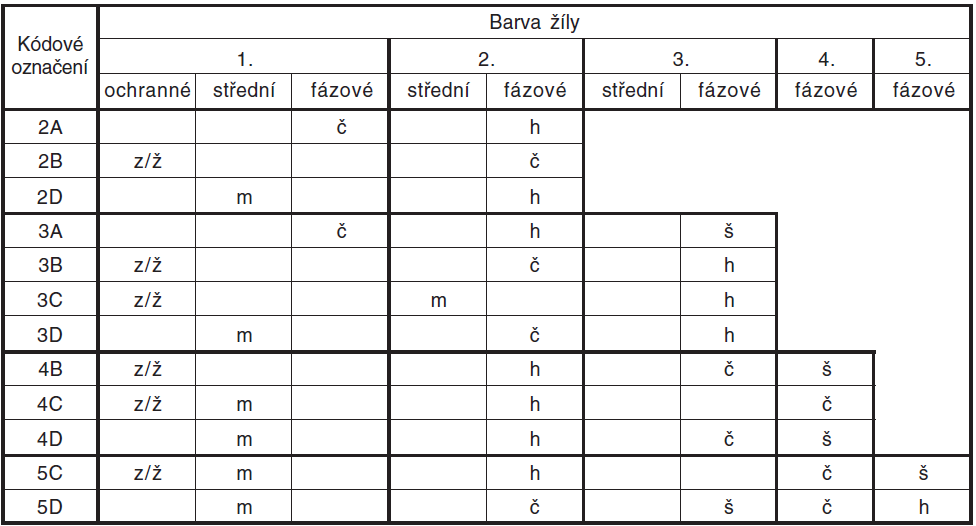 Kódové označení
Barva žíly
1. 2. 3. 4. 5.
ochranné střední fázové střední fázové střední fázové fázové fázové
2A č h
2B z/ž č
2D m h
3A č h š
3B z/ž č h
3C z/ž m h
3D m č h
4B z/ž h č š
4C z/ž m h č
4D m h č š
5C z/ž m h č š
5D m č š č h